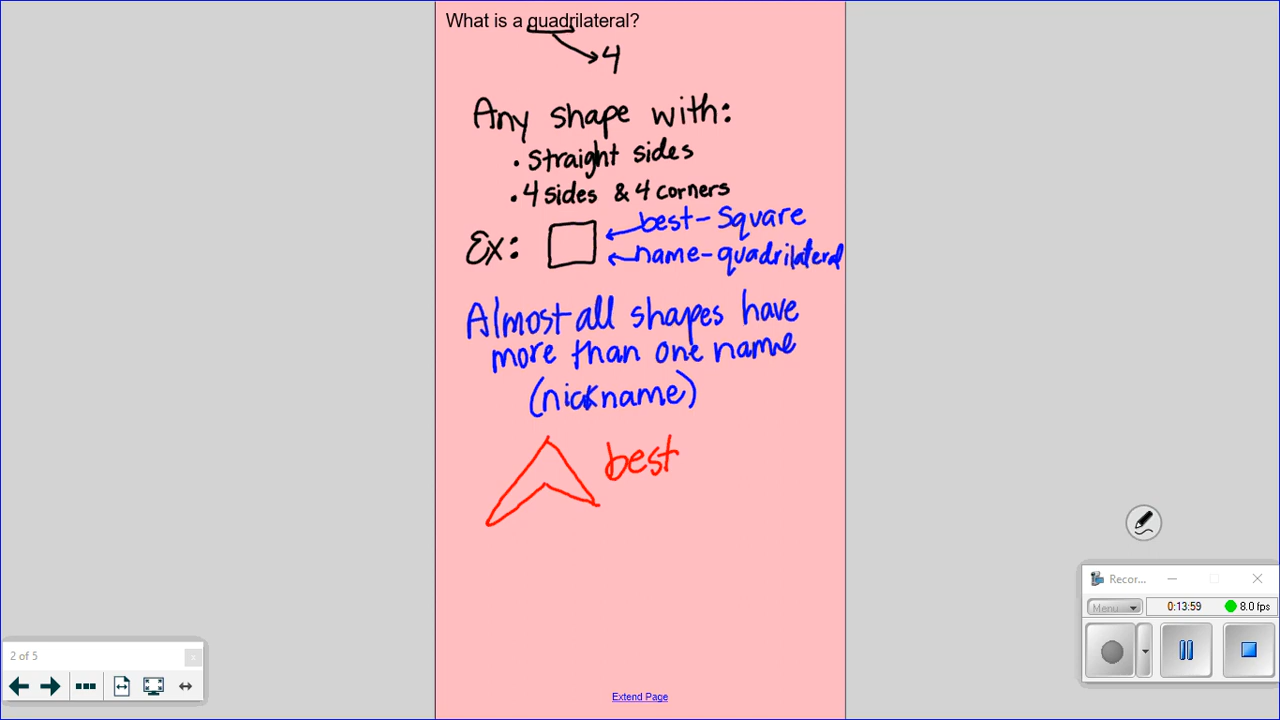 What is a quadrilateral?
4
Any shape with:
• Straight sides
• 4 sides & 4 corners
Ex:
best- Square
name-quadrilateral
Almost all shapes have
more than one name
(nickname)
best
Recor...
Menu
0:13:59
8.0 fps
2 of 5
Extend Page